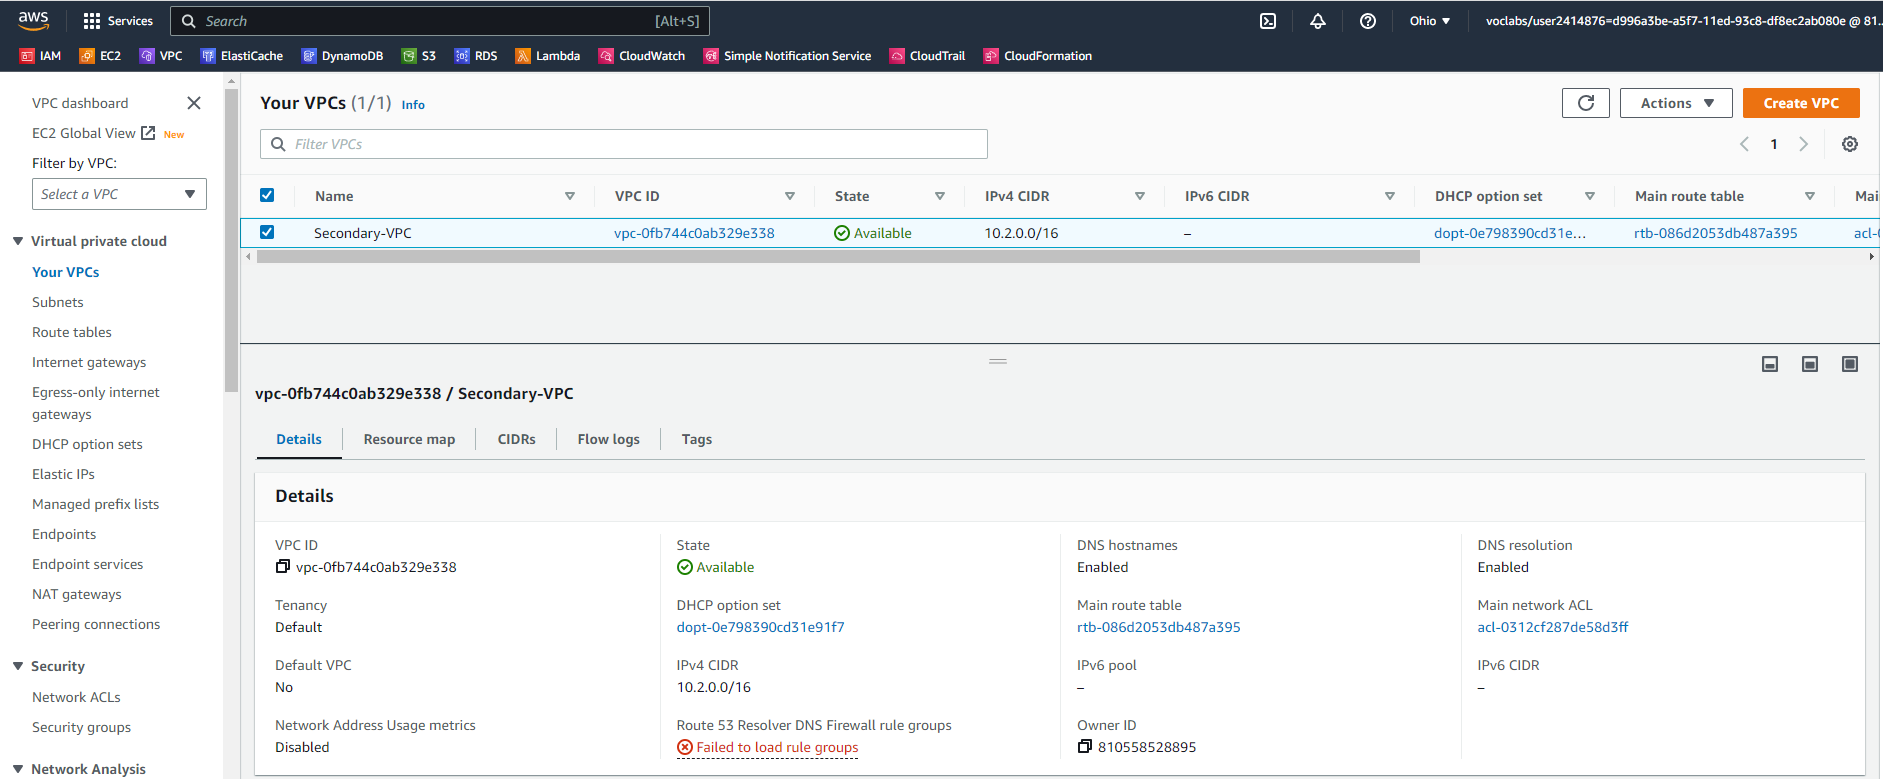 aws
Services
Search
[Alt+S]
Ohio
voclabs/user2414876=d996a3be-a5f7-11ed-93c8-df8ec2ab080e @ 81...
IAM
EC2
VPC
ElastiCache
DynamoDB
S3
RDS
Lambda
CloudWatch
Simple Notification Service
CloudTrail
CloudFormation
VPC dashboard
EC2 Global View New
Filter by VPC:
Select a VPC
Virtual private cloud
Your VPCs
Subnets
Route tables
Internet gateways
Egress-only internet
gateways
DHCP option sets
Elastic IPs
Managed prefix lists
Endpoints
Endpoint services
NAT gateways
Peering connections
Security
Network ACLs
Security groups
Network Analysis
Your VPCs (1/1) Info
Actions
Create VPC
Filter VPCs
1
Name VPC ID State IPv4 CIDR IPv6 CIDR DHCP option set Main route table Mai
Secondary-VPC vpc-0fb744c0ab329e338 Available 10.2.0.0/16 – dopt-0e798390cd31e... rtb-086d2053db487a395 acl-0
vpc-0fb744c0ab329e338 / Secondary-VPC
Details
Resource map
CIDRs
Flow logs
Tags
Details
VPC ID
vpc-0fb744c0ab329e338
State
Available
DNS hostnames
Enabled
DNS resolution
Enabled
Tenancy
Default
DHCP option set
dopt-0e798390cd31e91f7
Main route table
rtb-086d2053db487a395
Main network ACL
acl-0312cf287de58d3ff
Default VPC
No
IPv4 CIDR
10.2.0.0/16
IPv6 pool
–
IPv6 CIDR
–
Network Address Usage metrics
Disabled
Route 53 Resolver DNS Firewall rule groups
Failed to load rule groups
Owner ID
810558528895